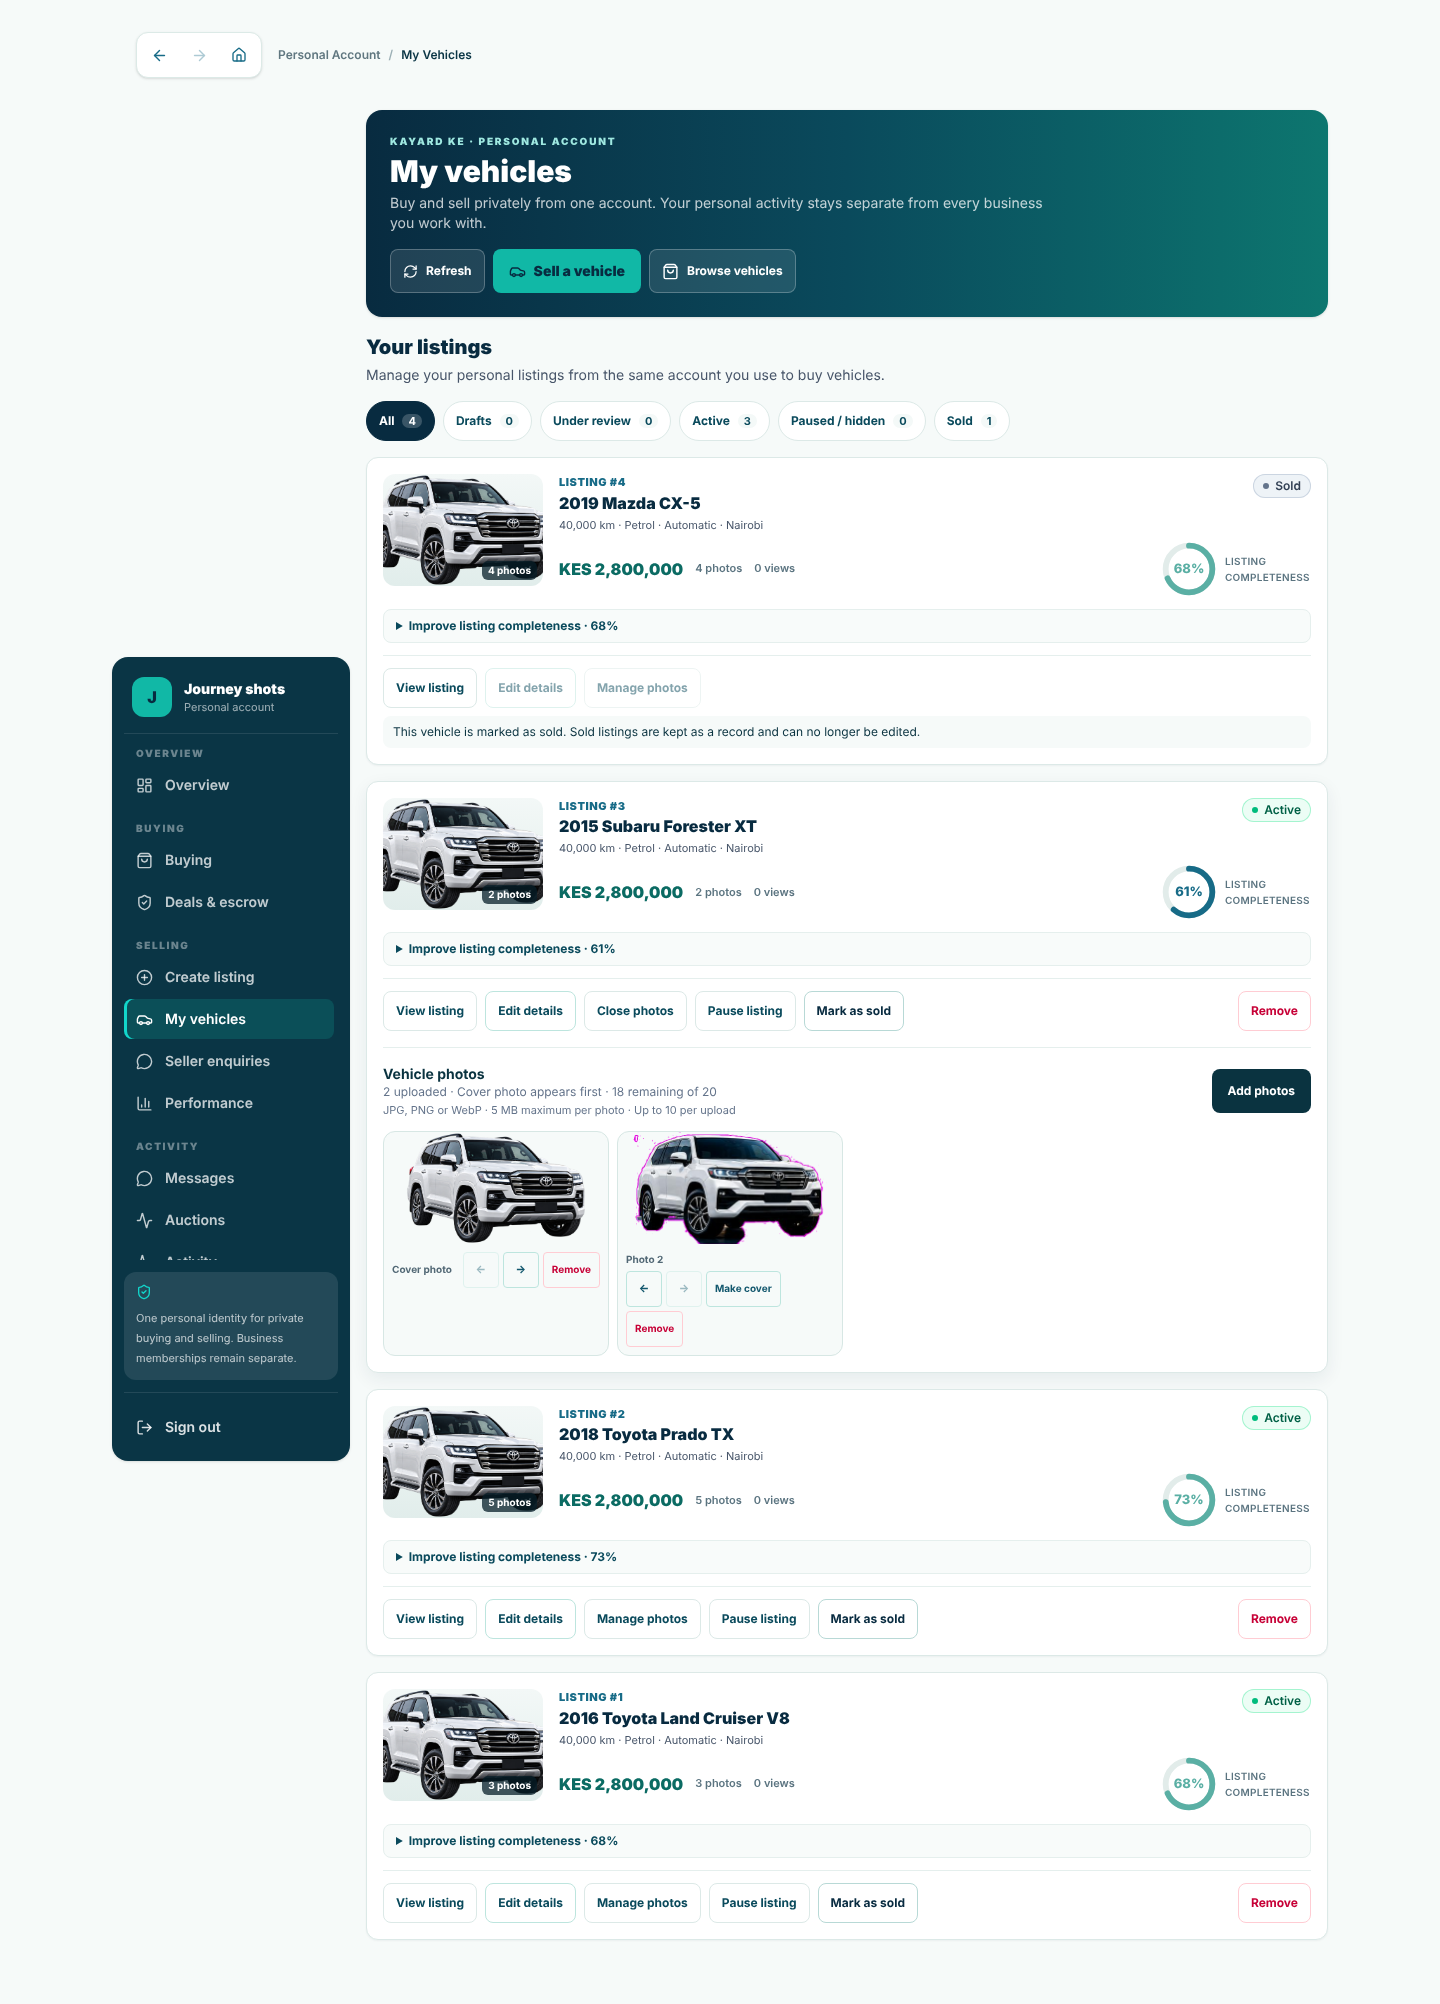 Personal Account / My Vehicles
KAYARD KE · PERSONAL ACCOUNT
My vehicles
Buy and sell privately from one account. Your personal activity stays separate from every business
you work with.
Refresh
Sell a vehicle
Browse vehicles
Your listings
Manage your personal listings from the same account you use to buy vehicles.
All 4
Drafts 0
Under review 0
Active 3
Paused / hidden 0
Sold 1
LISTING #4
2019 Mazda CX-5
40,000 km · Petrol · Automatic · Nairobi
4 photos
KES 2,800,000 4 photos 0 views
Sold
68%
LISTING
COMPLETENESS
Improve listing completeness · 68%
View listing
Edit details
Manage photos
This vehicle is marked as sold. Sold listings are kept as a record and can no longer be edited.
J
Journey shots
Personal account
OVERVIEW
Overview
BUYING
Buying
Deals & escrow
SELLING
Create listing
My vehicles
Seller enquiries
Performance
ACTIVITY
Messages
Auctions
One personal identity for private
buying and selling. Business
memberships remain separate.
Sign out
LISTING #3
2015 Subaru Forester XT
40,000 km · Petrol · Automatic · Nairobi
2 photos
KES 2,800,000 2 photos 0 views
Active
61%
LISTING
COMPLETENESS
Improve listing completeness · 61%
View listing
Edit details
Close photos
Pause listing
Mark as sold
Remove
Vehicle photos
2 uploaded · Cover photo appears first · 18 remaining of 20
JPG, PNG or WebP · 5 MB maximum per photo · Up to 10 per upload
Add photos
Cover photo
←
→
Remove
Photo 2
←
→
Make cover
Remove
LISTING #2
2018 Toyota Prado TX
40,000 km · Petrol · Automatic · Nairobi
5 photos
KES 2,800,000 5 photos 0 views
Active
73%
LISTING
COMPLETENESS
Improve listing completeness · 73%
View listing
Edit details
Manage photos
Pause listing
Mark as sold
Remove
LISTING #1
2016 Toyota Land Cruiser V8
40,000 km · Petrol · Automatic · Nairobi
3 photos
KES 2,800,000 3 photos 0 views
Active
68%
LISTING
COMPLETENESS
Improve listing completeness · 68%
View listing
Edit details
Manage photos
Pause listing
Mark as sold
Remove